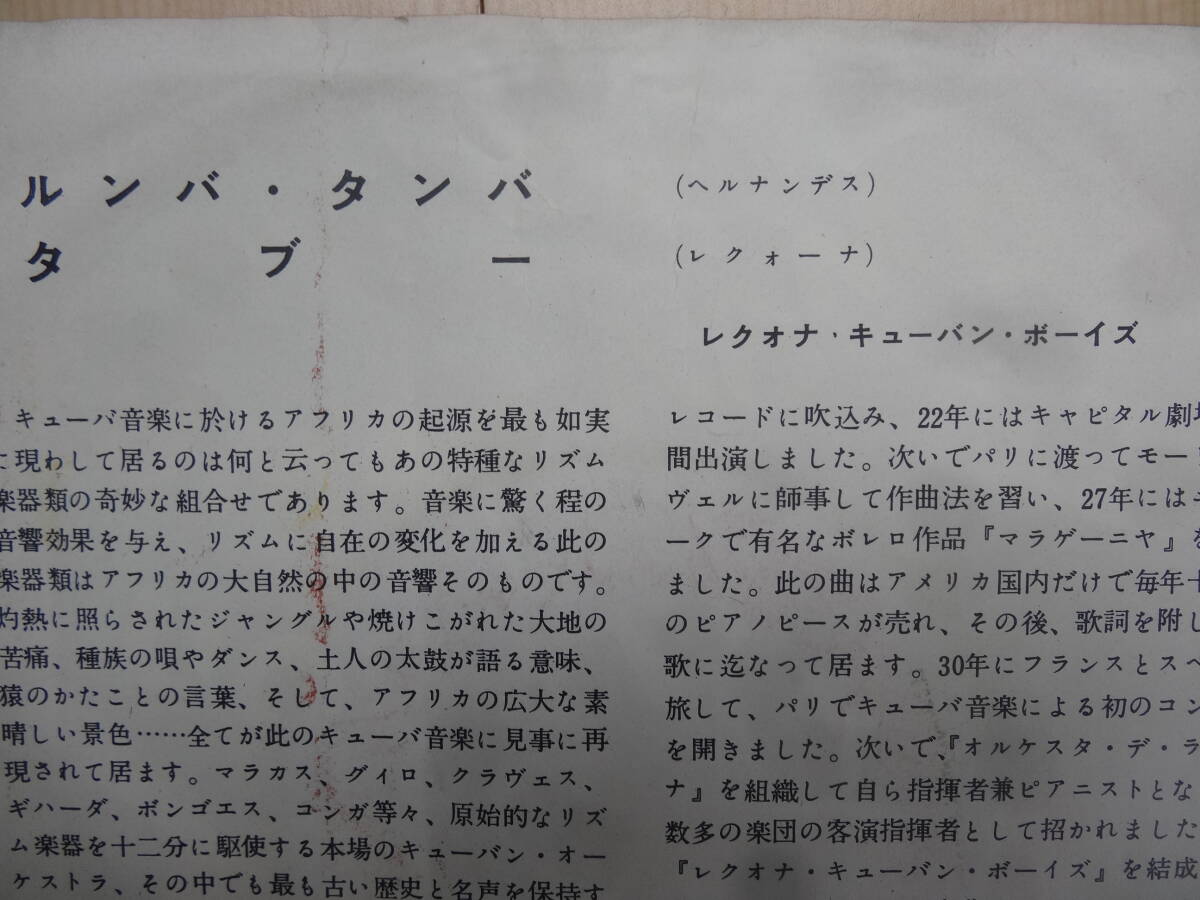 ルンバ・タンバ (ヘルナンデス)
タブー (レクォーナ)
レクオナ・キューバン・ボーイズ
キューバ音楽に於けるアフリカの起源を最も如実
に現わして居るのは何と云ってもあの特種なリズム
楽器類の奇妙な組合せであります。音楽に驚く程の
音響効果を与え、リズムに自在の変化を加える此の
楽器類はアフリカの大自然の中の音響そのものです。
灼熱に照らされたジャングルや焼けこがれた大地の
苦痛、種族の唄やダンス、土人の太鼓が語る意味、
猿のかたことの言葉、そして、アフリカの広大な素
晴しい景色……全てが此のキューバ音楽に見事に再
現されて居ます。マラカス、グィロ、クラヴェス、
ギハーダ、ボンゴエス、コンガ等々、原始的なリズ
ム楽器を十二分に駆使する本場のキューバン・オー
ケストラ、その中でも最も古い歴史と名声を保持す
レコードに吹込み、22年にはキャピタル劇場
間出演しました。次いでパリに渡ってモー
ヴェルに師事して作曲法を習い、27年には
ークで有名なボレロ作品『マラゲーニヤ』を
ました。此の曲はアメリカ国内だけで毎年十
のピアノピースが売れ、その後、歌詞を附し
歌に迄なって居ます。30年にフランスとスペ
旅して、パリでキューバ音楽による初のコン
を開きました。次いで、『オルケスタ・デ・ラ
ナ』を組織して自ら指揮者兼ピアニストとな
数多の楽団の客演指揮者として招かれました
『レクオナ・キューバン・ボーイズ』を結成